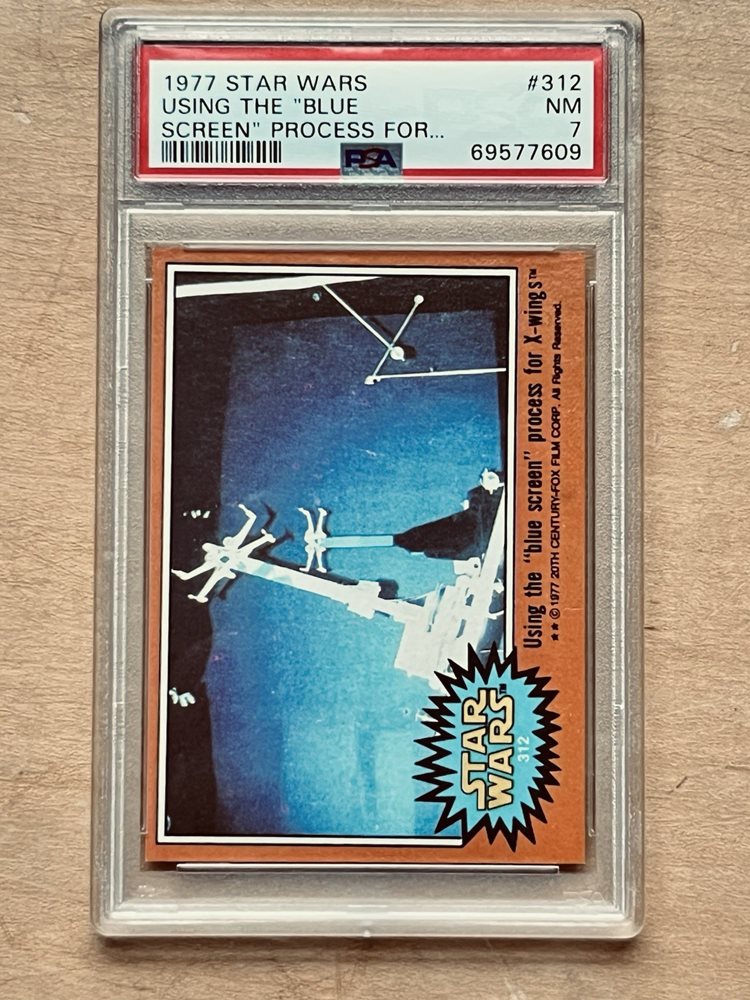 1977 STAR WARS #312
USING THE "BLUE NM
SCREEN" PROCESS FOR... 7
PSA 69577609
Using the "blue screen" process for X-wings™
★★ © 1977 20TH CENTURY-FOX FILM CORP. All Rights Reserved.
STAR
WARS™
312